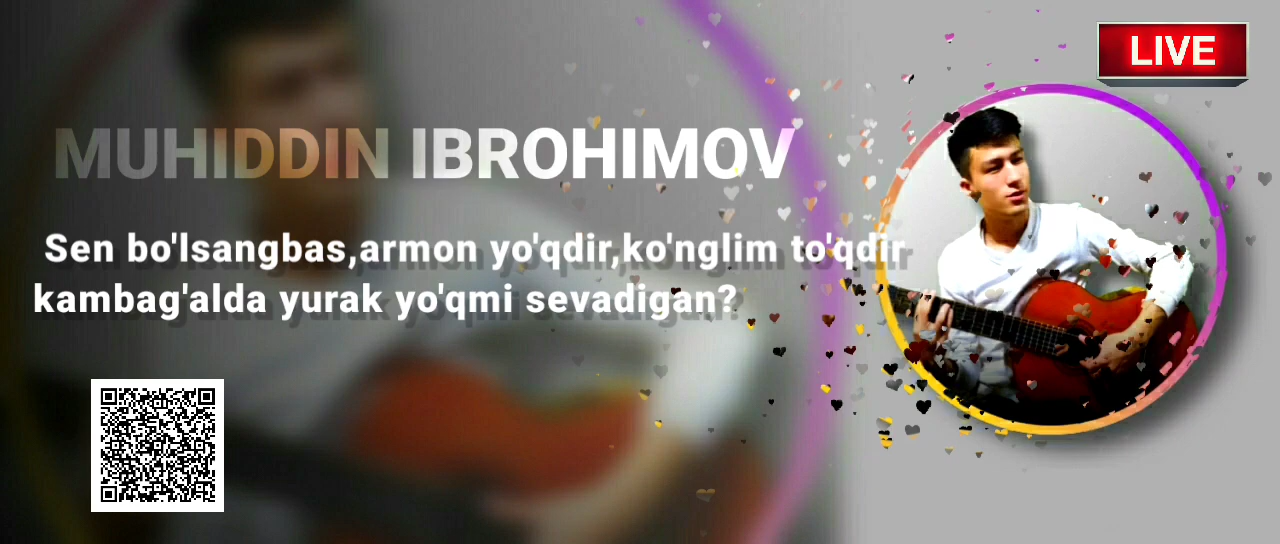 LIVE
MUHIDDIN IBROHIMOV
Sen bo'lsangbas,armon yo'qdir,ko'nglim to'qdir
kambag'alda yurak yo'qmi sevadigan?